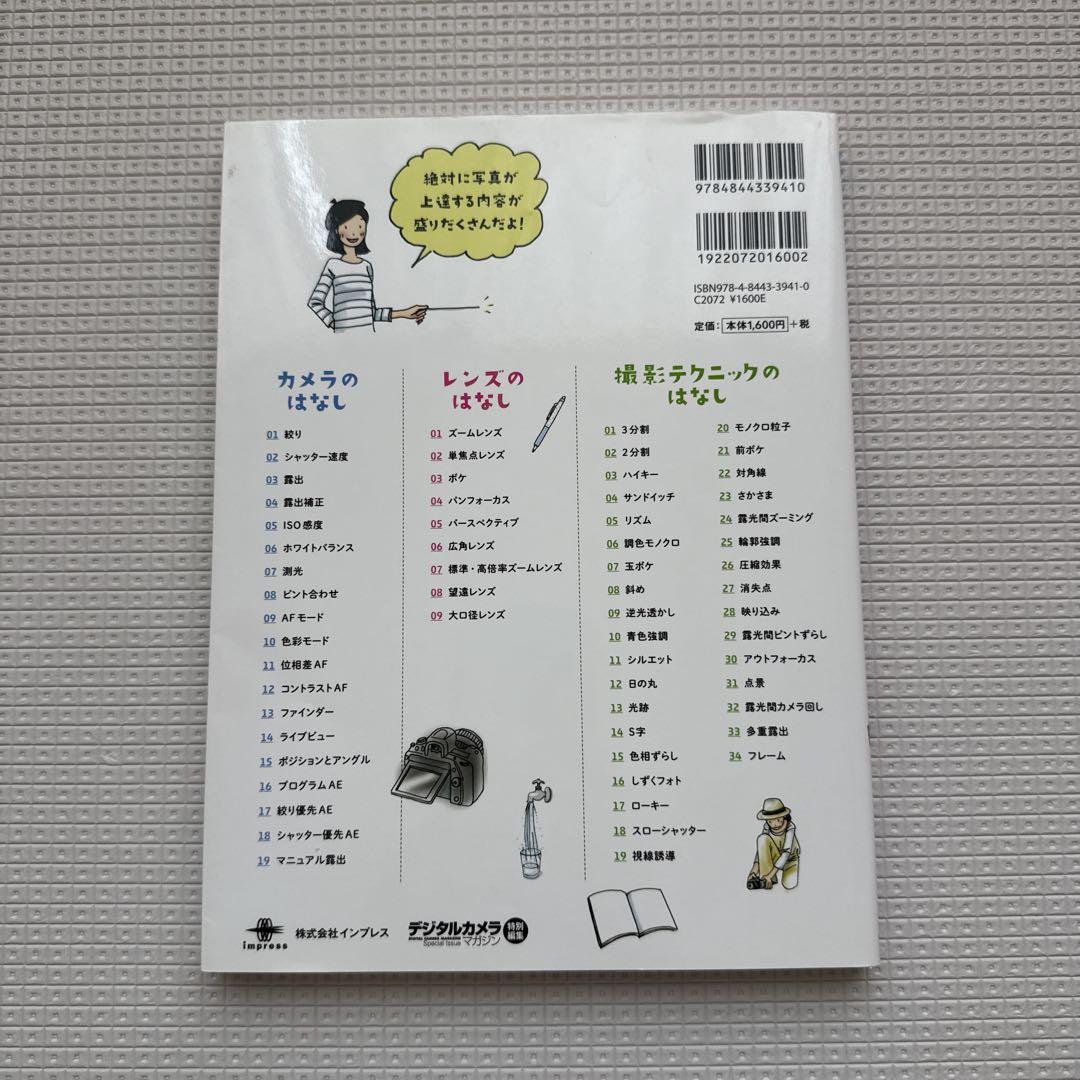 絶対に写真が
上達する内容が
盛りだくさんだよ!
9784844339410
1922072016002
ISBN978-4-8443-3941-0
C2072 ¥1600E
定価:本体1,600円+税
カメラの
はなし
01 絞り
02 シャッター速度
03 露出
04 露出補正
05 ISO感度
06 ホワイトバランス
07 測光
08 ピント合わせ
09 AFモード
10 色彩モード
11 位相差AF
12 コントラストAF
13 ファインダー
14 ライブビュー
15 ポジションとアングル
16 プログラムAE
17 絞り優先AE
18 シャッター優先AE
19 マニュアル露出
レンズの
はなし
01 ズームレンズ
02 単焦点レンズ
03 ボケ
04 パンフォーカス
05 パースペクティブ
06 広角レンズ
07 標準・高倍率ズームレンズ
08 望遠レンズ
09 大口径レンズ
撮影テクニックの
はなし
01 3分割
02 2分割
03 ハイキー
04 サンドイッチ
05 リズム
06 調色モノクロ
07 玉ボケ
08 斜め
09 逆光透かし
10 青色強調
11 シルエット
12 日の丸
13 光跡
14 S字
15 色相ずらし
16 しずくフォト
17 ローキー
18 スローシャッター
19 視線誘導
20 モノクロ粒子
21 前ボケ
22 対角線
23 さかさま
24 露光間ズーミング
25 輪郭強調
26 圧縮効果
27 消失点
28 映り込み
29 露光間ピントずらし
30 アウトフォーカス
31 点景
32 露光間カメラ回し
33 多重露出
34 フレーム
impress
株式会社インプレス
デジタルカメラ
DIGITAL CAMERA MAGAZINE
Special Issue マガジン
特別
編集